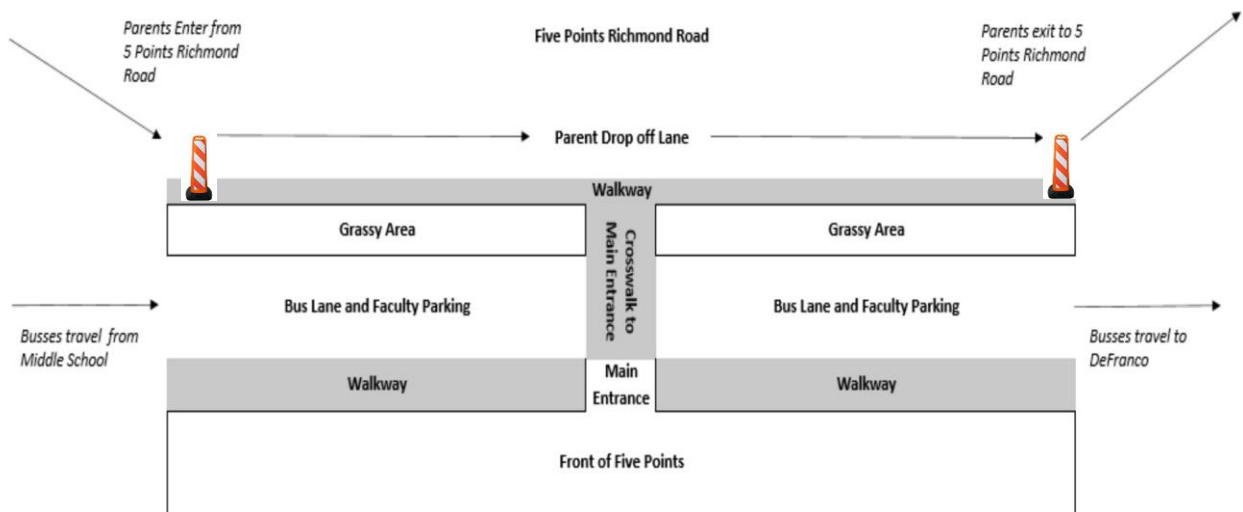 Parents Enter from
5 Points Richmond
Road
Five Points Richmond Road
Parents exit to 5
Points Richmond
Road
Parent Drop off Lane
Walkway
Grassy Area
Crosswalk to
Main Entrance
Grassy Area
Bus Lane and Faculty Parking
Bus Lane and Faculty Parking
Busses travel from
Middle School
Busses travel to
DeFranco
Walkway
Main
Entrance
Walkway
Front of Five Points